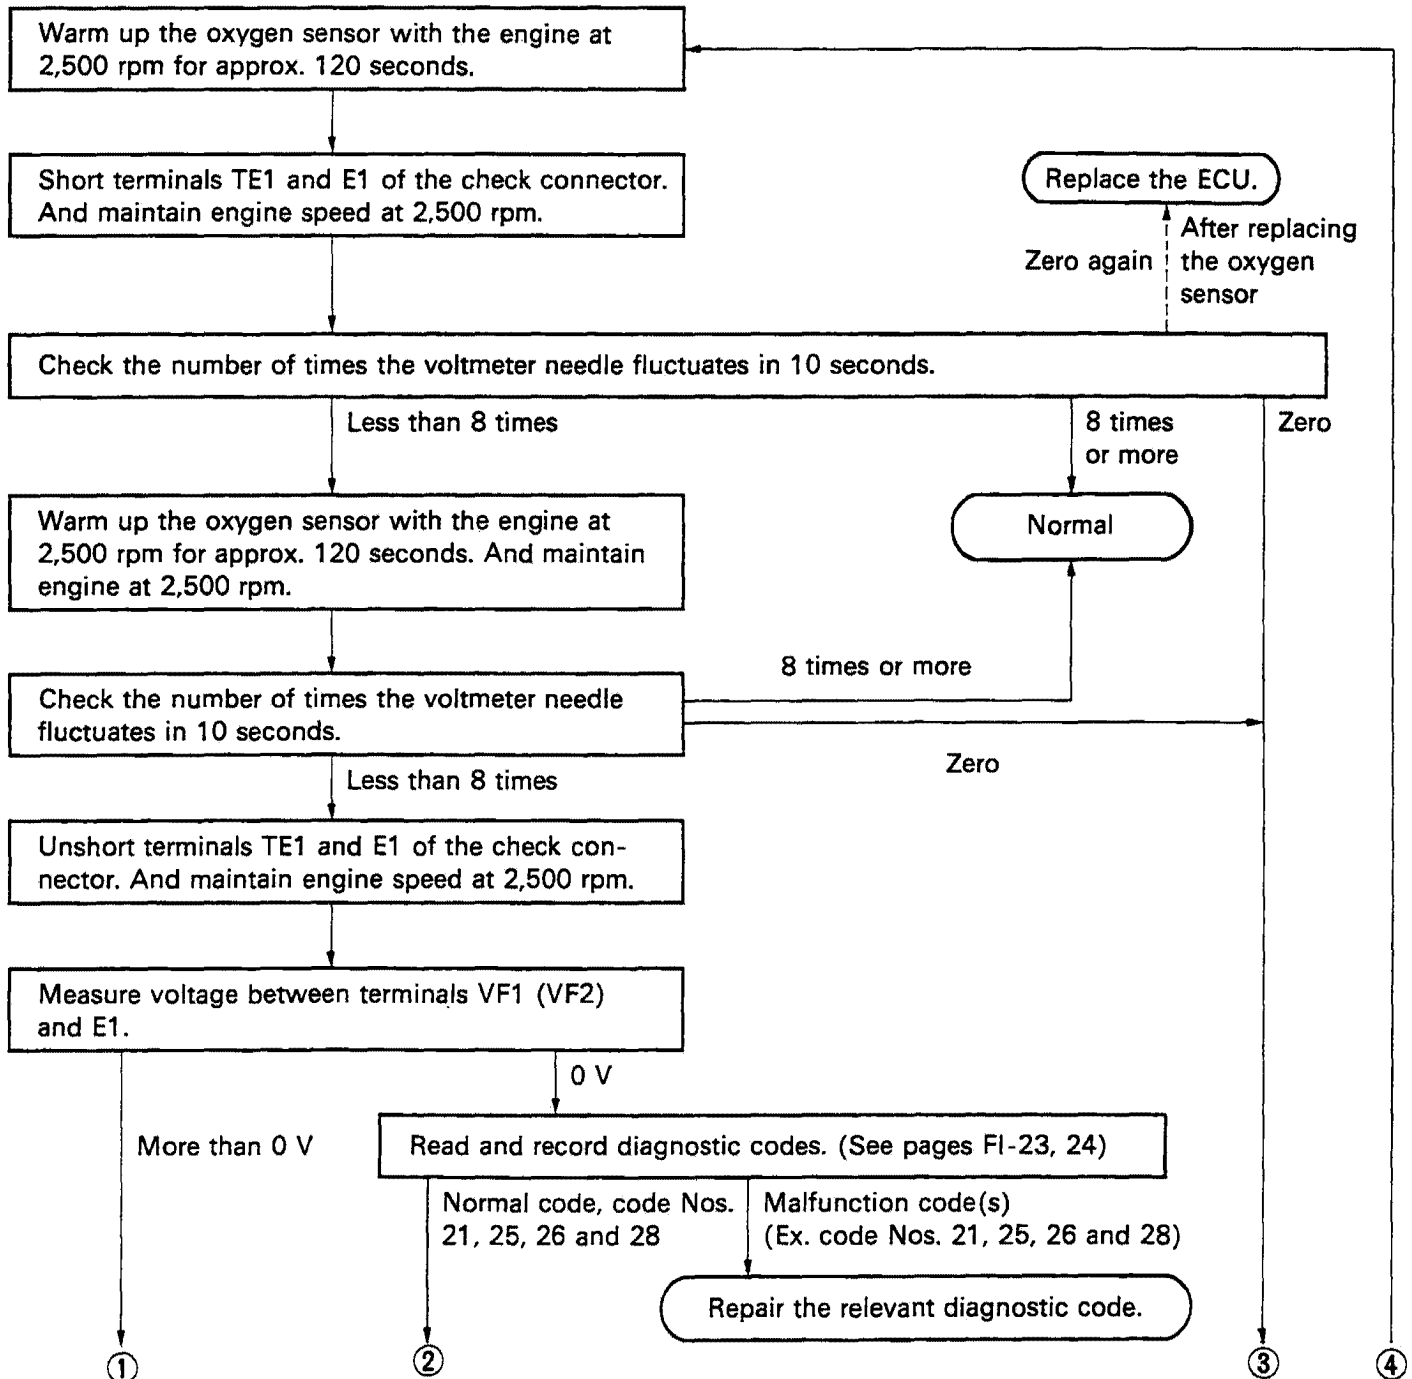 Warm up the oxygen sensor with the engine at
2,500 rpm for approx. 120 seconds.
Short terminals TE1 and E1 of the check connector.
And maintain engine speed at 2,500 rpm.
Replace the ECU.
Zero again
After replacing
the oxygen
sensor
Check the number of times the voltmeter needle fluctuates in 10 seconds.
Less than 8 times
8 times
or more
Zero
Warm up the oxygen sensor with the engine at
2,500 rpm for approx. 120 seconds. And maintain
engine at 2,500 rpm.
Normal
8 times or more
Check the number of times the voltmeter needle
fluctuates in 10 seconds.
Zero
Less than 8 times
Unshort terminals TE1 and E1 of the check con-
nector. And maintain engine speed at 2,500 rpm.
Measure voltage between terminals VF1 (VF2)
and E1.
0 V
More than 0 V
Read and record diagnostic codes. (See pages FI-23, 24)
Normal code, code Nos.
21, 25, 26 and 28
Malfunction code(s)
(Ex. code Nos. 21, 25, 26 and 28)
Repair the relevant diagnostic code.
① ② ③ ④